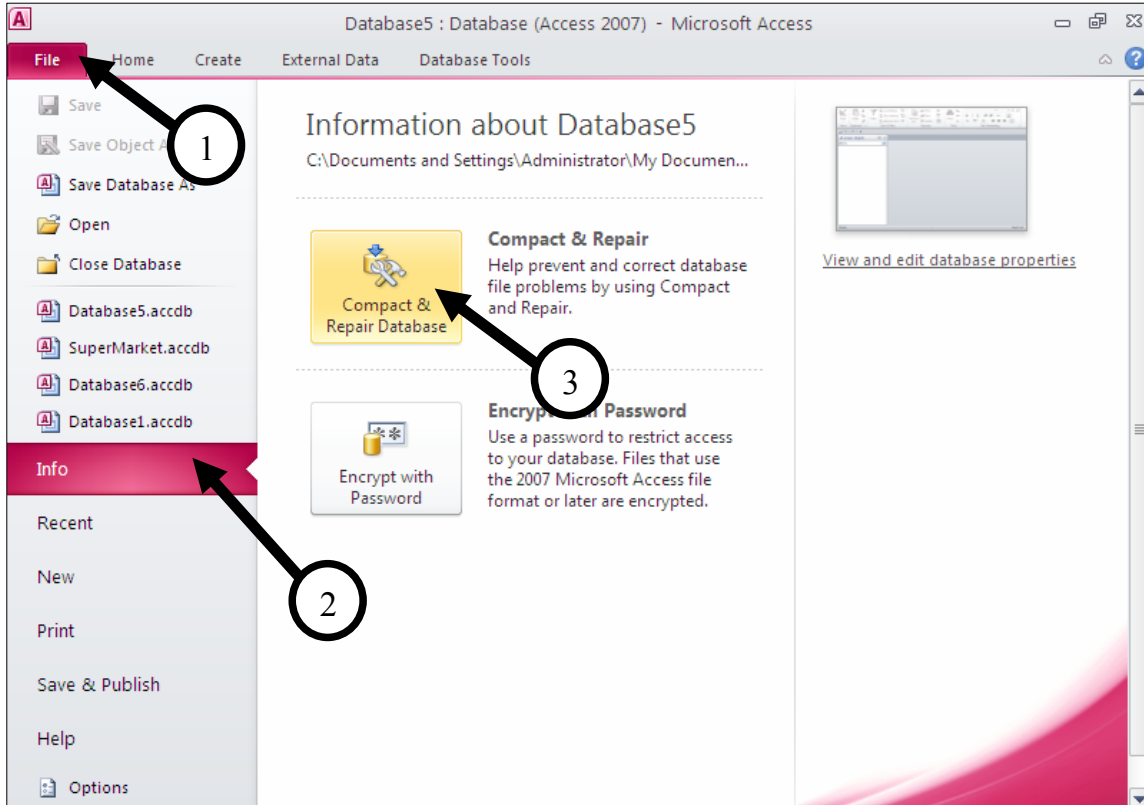 Database5 : Database (Access 2007) - Microsoft Access
File Home Create External Data Database Tools
Save
Save Object A
Save Database As
Open
Close Database
Database5.accdb
SuperMarket.accdb
Database6.accdb
Database1.accdb
Info
Recent
New
Print
Save & Publish
Help
Options
Information about Database5
C:\Documents and Settings\Administrator\My Documen...
Compact &
Repair Database
Compact & Repair
Help prevent and correct database
file problems by using Compact
and Repair.
Encrypt with
Password
Encrypt with Password
Use a password to restrict access
to your database. Files that use
the 2007 Microsoft Access file
format or later are encrypted.
View and edit database properties
1
2
3